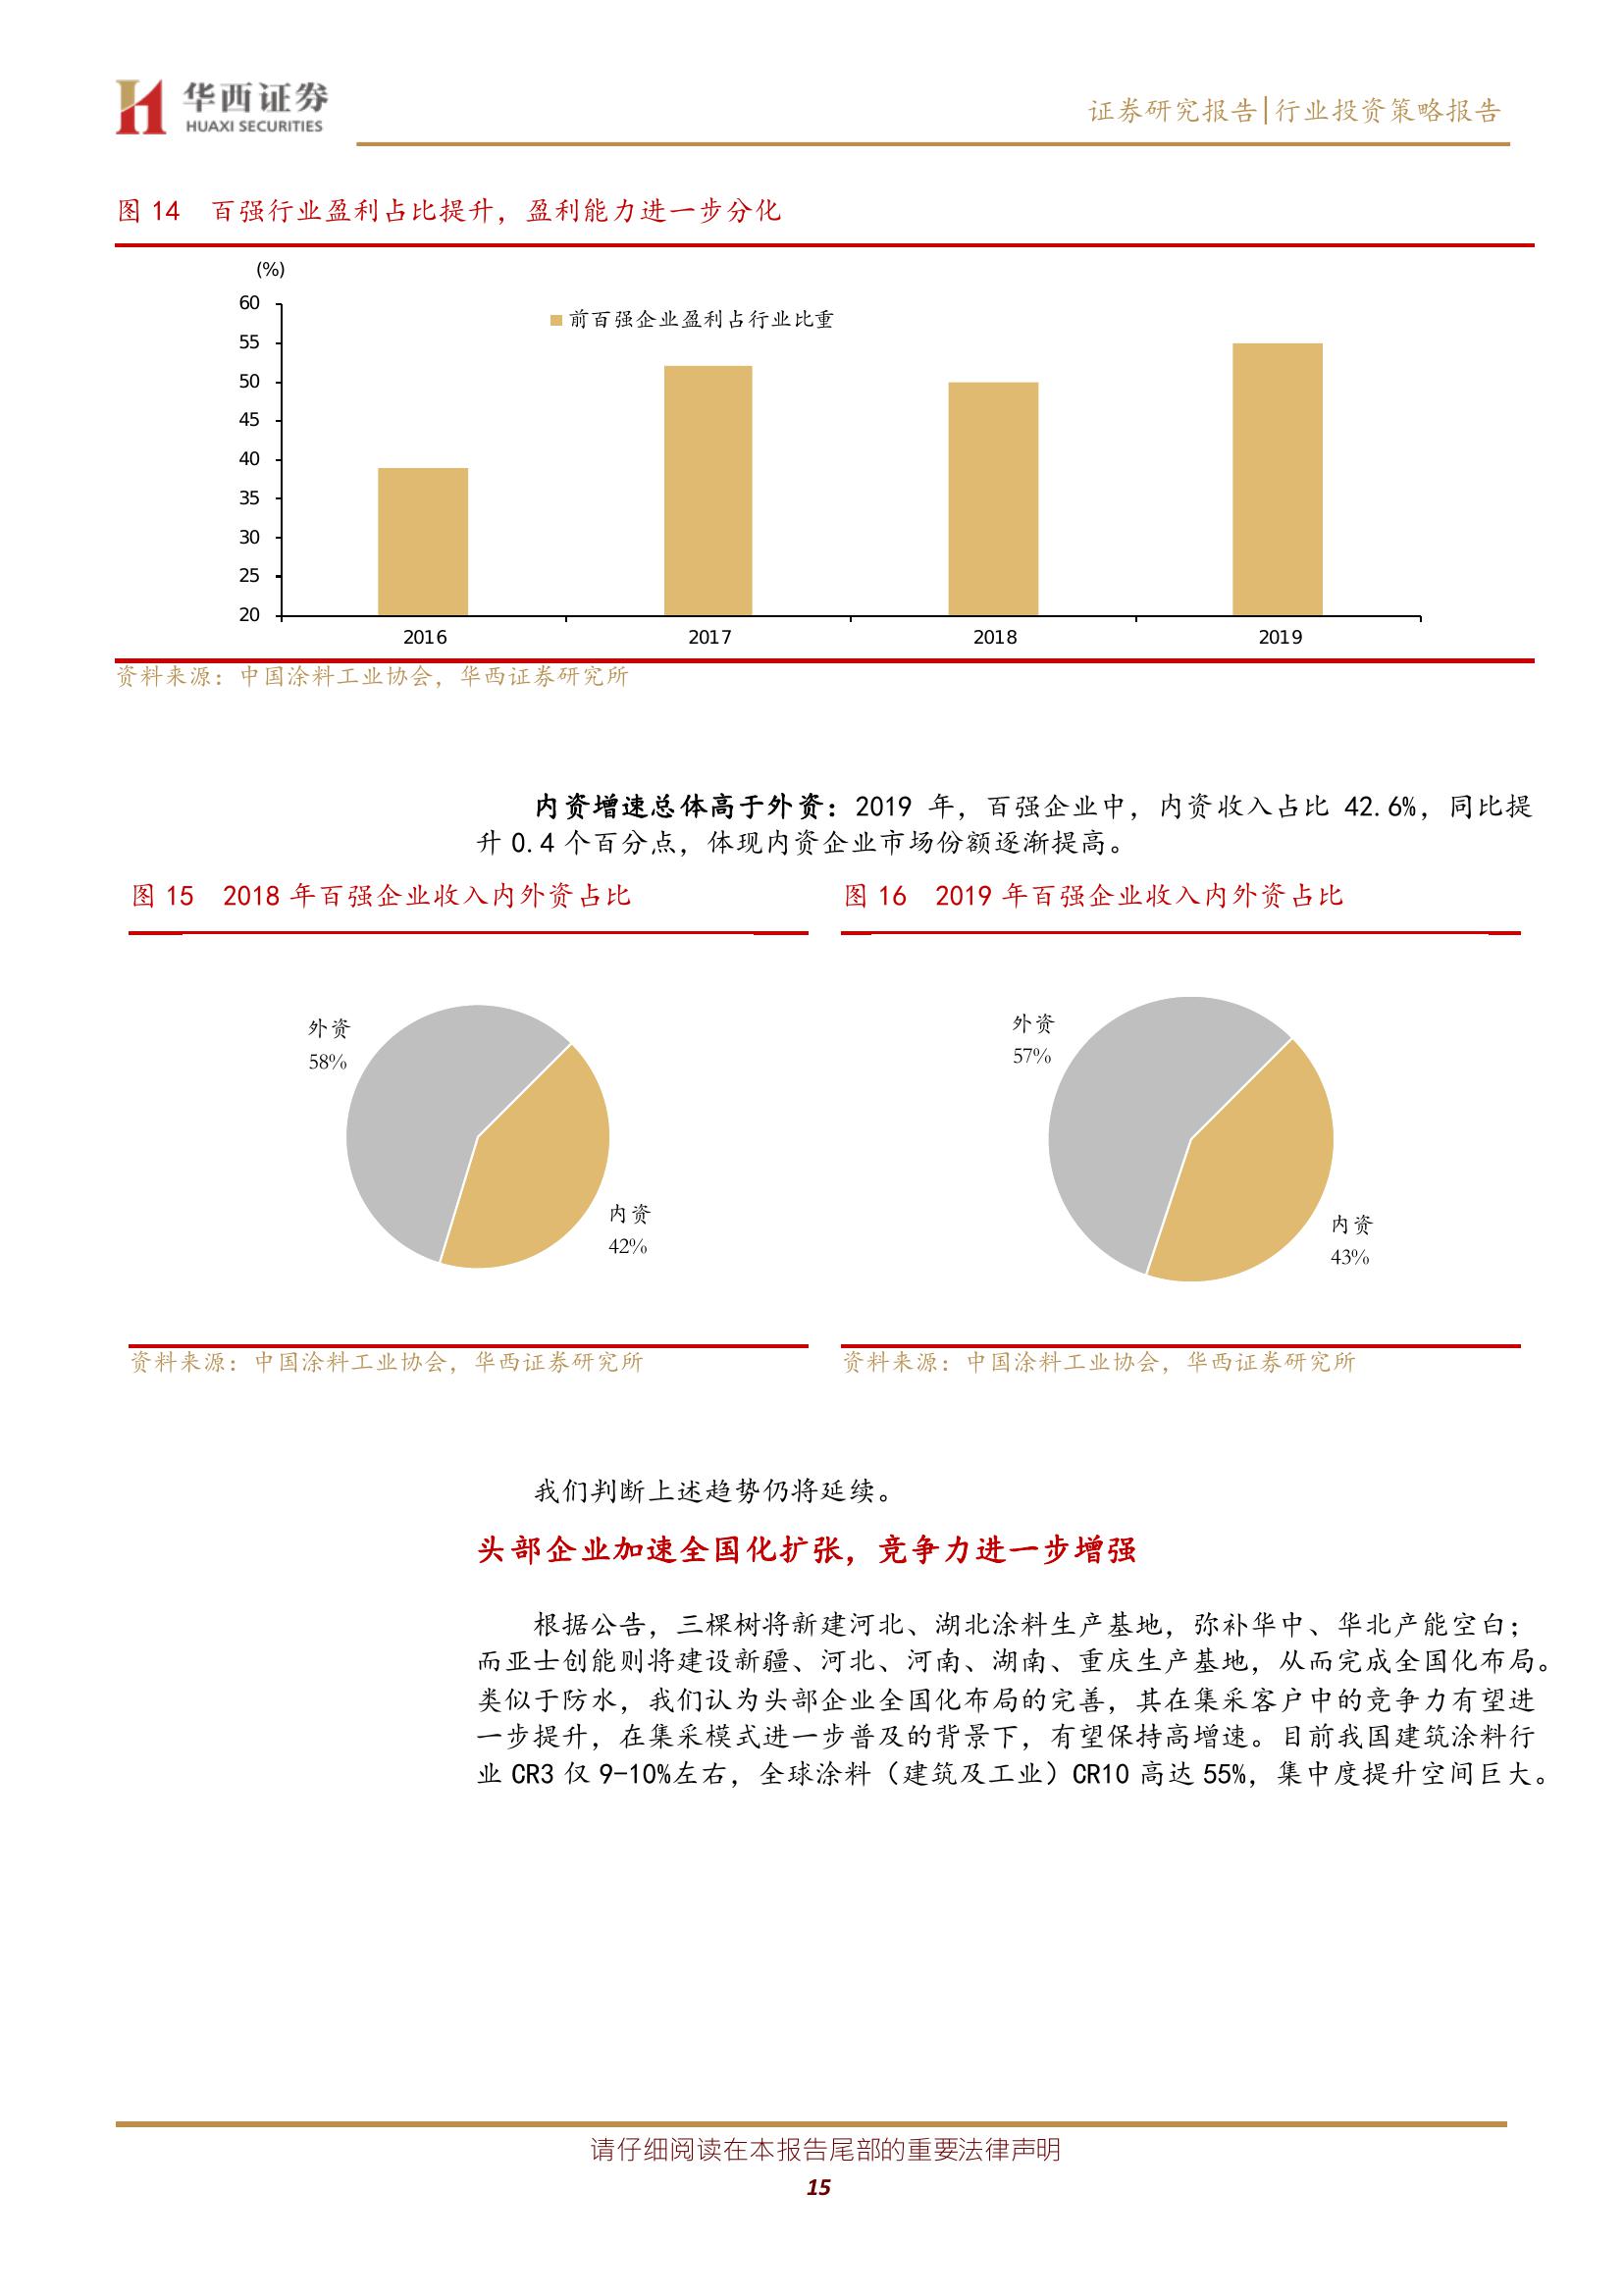 华西证券
HUAXI SECURITIES
证券研究报告|行业投资策略报告
图 14 百强行业盈利占比提升，盈利能力进一步分化
(%)
60
55
50
45
40
35
30
25
20
前百强企业盈利占行业比重
2016 2017 2018 2019
资料来源：中国涂料工业协会，华西证券研究所
内资增速总体高于外资：2019 年，百强企业中，内资收入占比 42.6%，同比提
升 0.4 个百分点，体现内资企业市场份额逐渐提高。
图 15 2018 年百强企业收入内外资占比
外资
58%
内资
42%
资料来源：中国涂料工业协会，华西证券研究所
图 16 2019 年百强企业收入内外资占比
外资
57%
内资
43%
资料来源：中国涂料工业协会，华西证券研究所
我们判断上述趋势仍将延续。
头部企业加速全国化扩张，竞争力进一步增强
根据公告，三棵树将新建河北、湖北涂料生产基地，弥补华中、华北产能空白；
而亚士创能则将建设新疆、河北、河南、湖南、重庆生产基地，从而完成全国化布局。
类似于防水，我们认为头部企业全国化布局的完善，其在集采客户中的竞争力有望进
一步提升，在集采模式进一步普及的背景下，有望保持高增速。目前我国建筑涂料行
业 CR3 仅 9-10%左右，全球涂料（建筑及工业）CR10 高达 55%，集中度提升空间巨大。
请仔细阅读在本报告尾部的重要法律声明
15